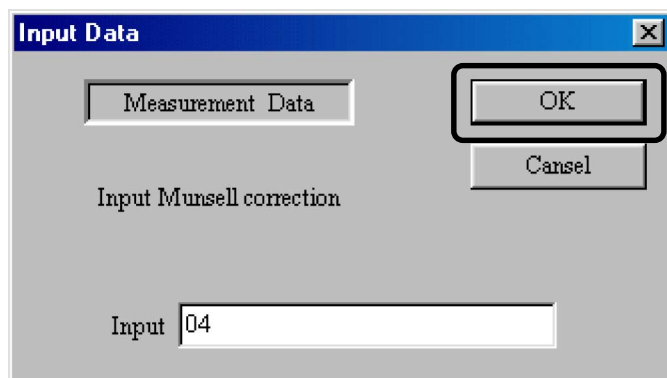 Input Data
Measurement Data
OK
Cansel
Input Munsell correction
Input 04